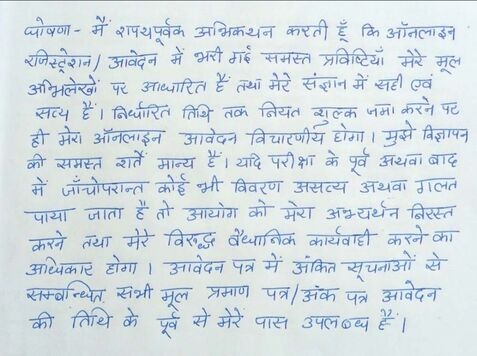 घोषणा - मैं शपथपूर्वक अभिकथन करती हूँ कि ऑनलाइन
रजिस्ट्रेशन/ आवेदन में भरी गई समस्त प्रविष्टियाँ मेरे मूल
अभिलेखों पर आधारित हैं तथा मेरे संज्ञान में सही एवं
सत्य हैं। निर्धारित तिथि तक नियत शुल्क जमा करने पर
ही मेरा ऑनलाइन आवेदन विचारणीय होगा। मुझे विज्ञापन
की समस्त शर्तें मान्य हैं। यदि परीक्षा के पूर्व अथवा बाद
में जाँचोपरान्त कोई भी विवरण असत्य अथवा गलत
पाया जाता है तो आयोग को मेरा अभ्यर्थन निरस्त
करने तथा मेरे विरुद्ध वैधानिक कार्यवाही करने का
अधिकार होगा। आवेदन पत्र में अंकित सूचनाओं से
सम्बन्धित सभी मूल प्रमाण पत्र/अंक पत्र आवेदन
की तिथि के पूर्व से मेरे पास उपलब्ध हैं।